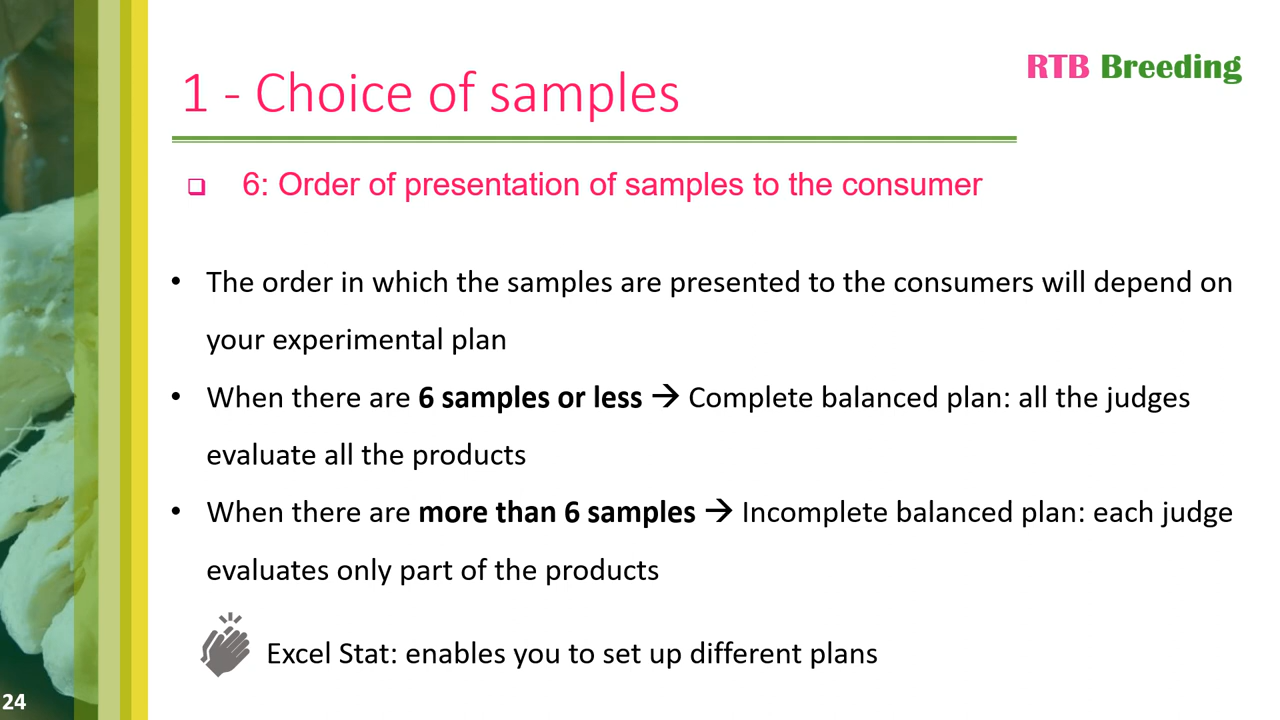 RTB Breeding
1 - Choice of samples
❑ 6: Order of presentation of samples to the consumer
• The order in which the samples are presented to the consumers will depend on
your experimental plan
• When there are 6 samples or less → Complete balanced plan: all the judges
evaluate all the products
• When there are more than 6 samples → Incomplete balanced plan: each judge
evaluates only part of the products
Excel Stat: enables you to set up different plans
24